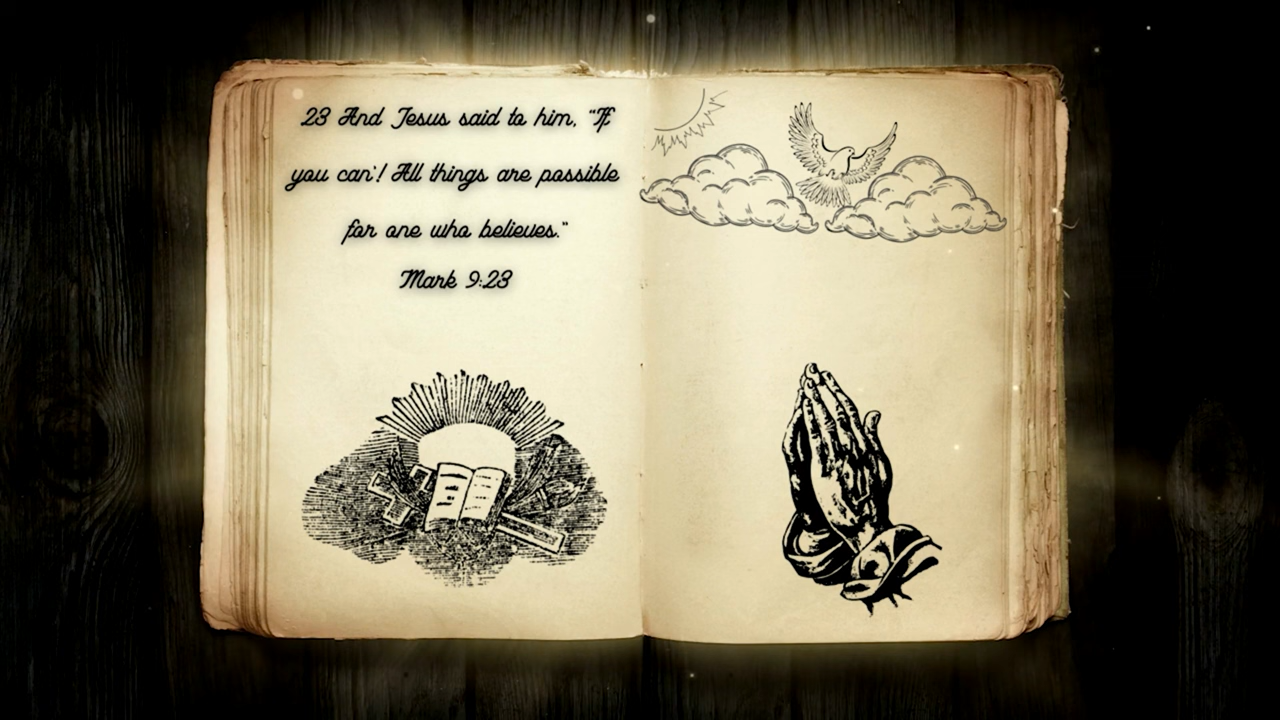 23 And Jesus said to him, “‘If
you can’! All things are possible
for one who believes.”
Mark 9:23